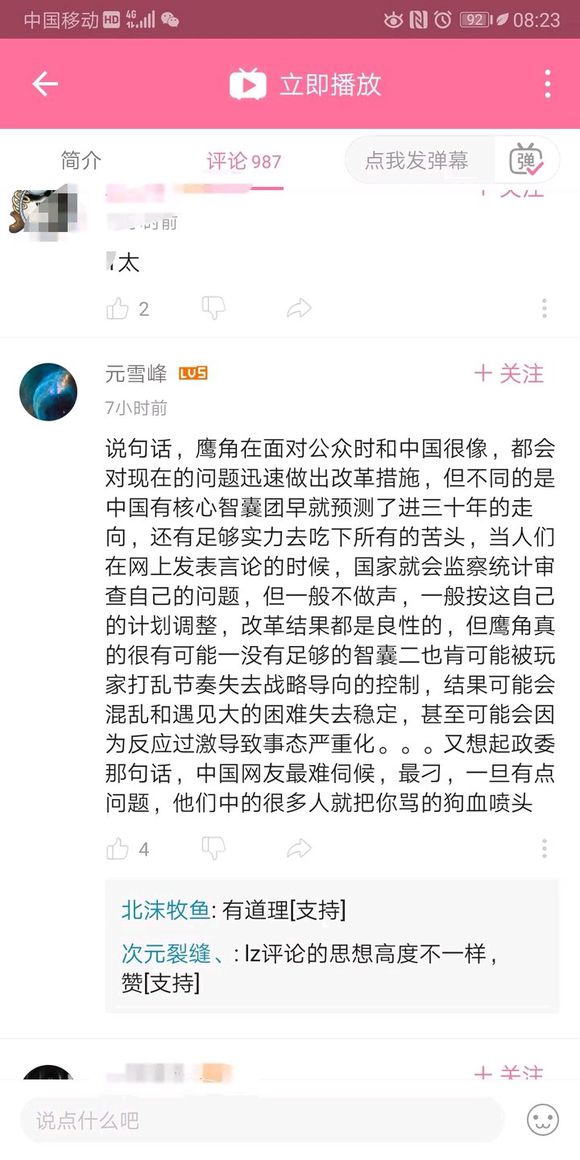 中国移动 HD 4G 92 08:23
立即播放
简介 评论 987 点我发弹幕 弹
+ 关注
时前
太
2
元雪峰 LV5 + 关注
7小时前
说句话，鹰角在面对公众时和中国很像，都会
对现在的问题迅速做出改革措施，但不同的是
中国有核心智囊团早就预测了进三十年的走
向，还有足够实力去吃下所有的苦头，当人们
在网上发表言论的时候，国家就会监察统计审
查自己的问题，但一般不做声，一般按这自己
的计划调整，改革结果都是良性的，但鹰角真
的很有可能一没有足够的智囊二也肯可能被玩
家打乱节奏失去战略导向的控制，结果可能会
混乱和遇见大的困难失去稳定，甚至可能会因
为反应过激导致事态严重化。。。又想起政委
那句话，中国网友最难伺候，最刁，一旦有点
问题，他们中的很多人就把你骂的狗血喷头
4
北沫牧鱼: 有道理[支持]
次元裂缝、: lz评论的思想高度不一样，
赞[支持]
+ 关注
说点什么吧